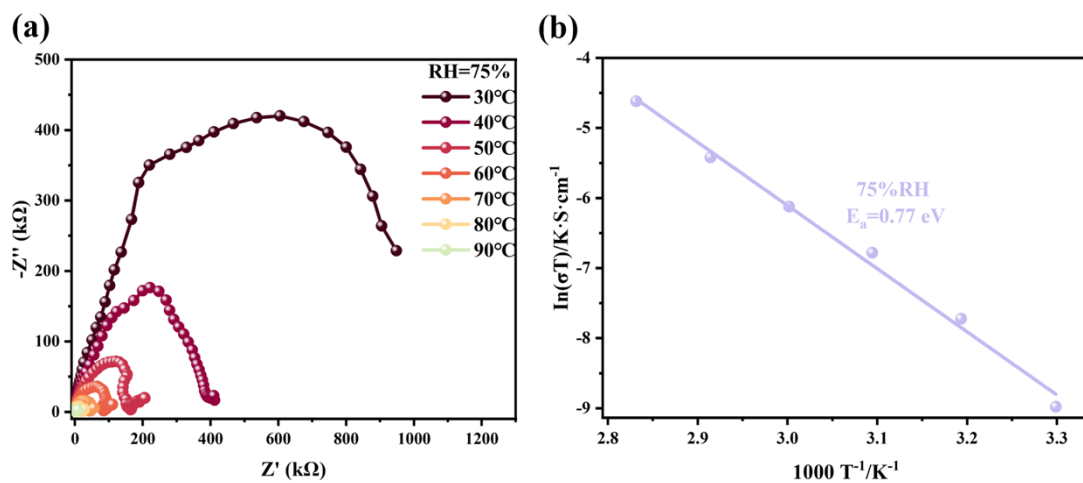 (a)
500
400
300
200
100
0
-Z'' (kΩ)
0 200 400 600 800 1000 1200
Z' (kΩ)
RH=75%
30°C
40°C
50°C
60°C
70°C
80°C
90°C
(b)
-4
-5
-6
-7
-8
-9
In(σT)/K·S·cm⁻¹
2.8 2.9 3.0 3.1 3.2 3.3
1000 T⁻¹/K⁻¹
75%RH
Eₐ=0.77 eV